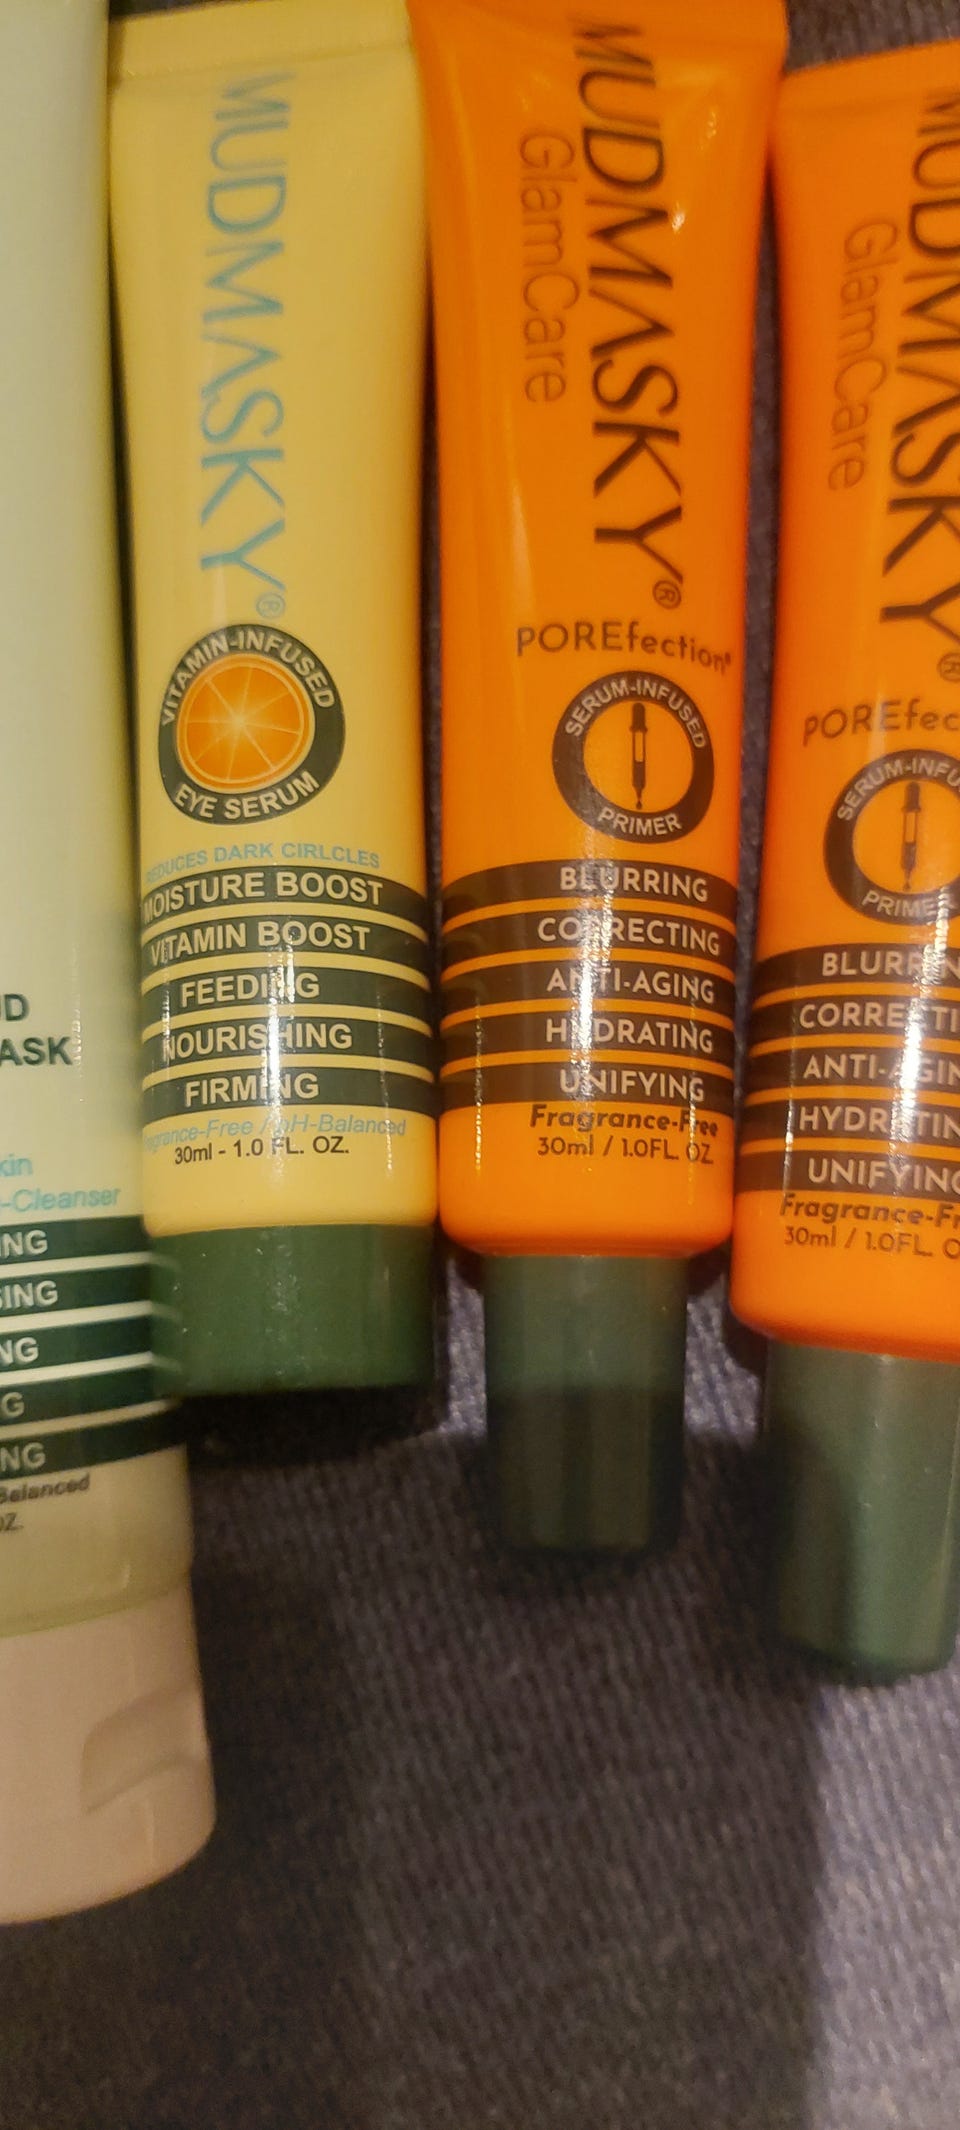 UD
ASK
kin
-Cleanser
ING
SING
NG
G
NG
Balanced
OZ.
MUDMASKY®
VITAMIN-INFUSED
EYE SERUM
REDUCES DARK CIRLCLES
MOISTURE BOOST
VITAMIN BOOST
FEEDING
NOURISHING
FIRMING
Fragrance-Free / pH-Balanced
30ml - 1.0 FL. OZ.
MUDMASKY®
GlamCare
POREfection®
SERUM-INFUSED
PRIMER
BLURRING
CORRECTING
ANTI-AGING
HYDRATING
UNIFYING
Fragrance-Free
30ml / 1.0FL. OZ.
MUDMASKY®
GlamCare
POREfec
SERUM-INFU
PRIMER
BLURRIN
CORRECTI
ANTI-AGIN
HYDRATIN
UNIFYING
Fragrance-Fr
30ml / 1.0FL. O